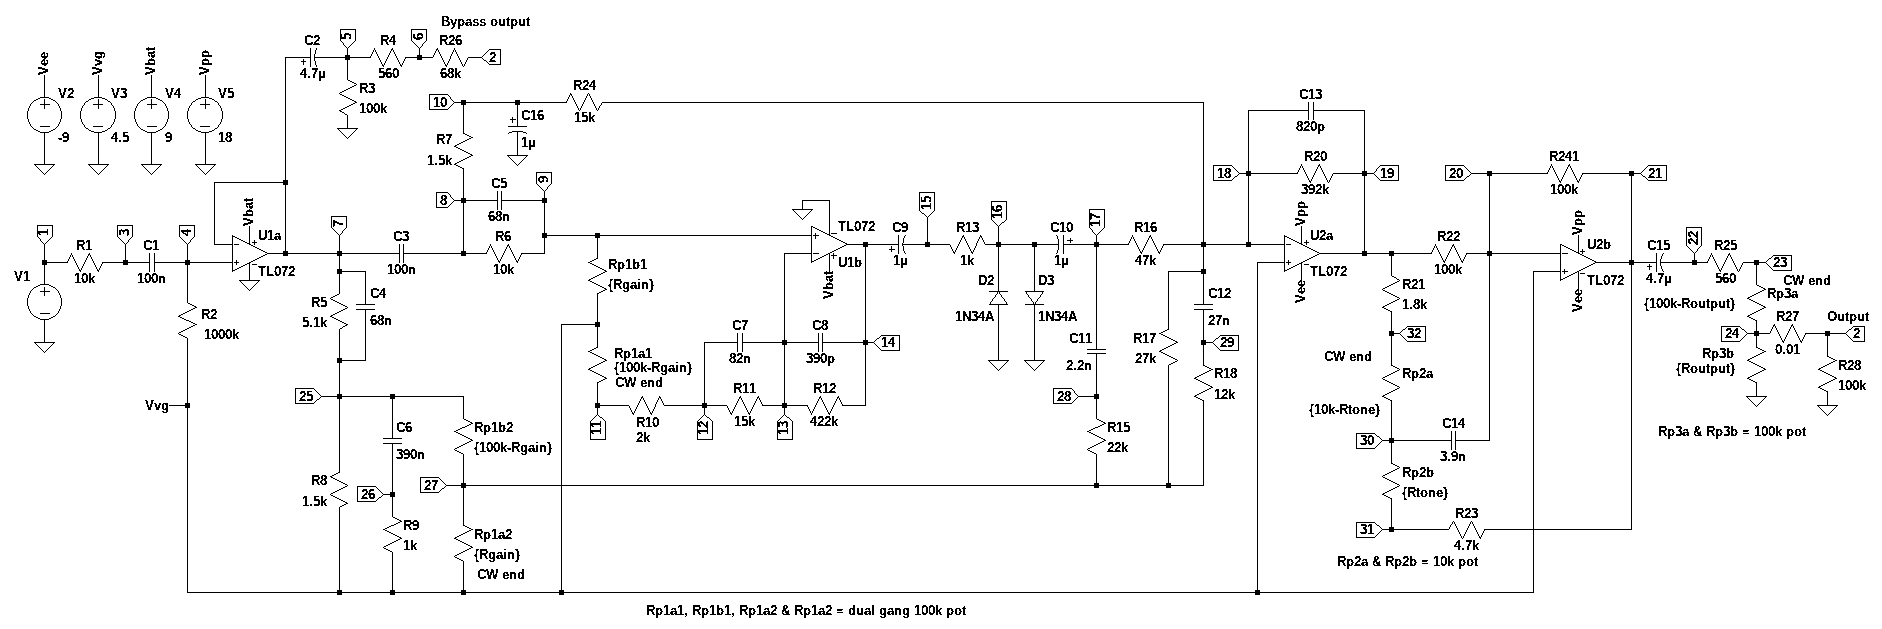 Bypass output
Vee
V2
-9
Vvg
V3
4.5
Vbat
V4
9
Vpp
V5
18
C2
4.7µ
5
R4
560
6
R26
68k
2
R3
100k
10
C16
1µ
R24
15k
R7
1.5k
8
C5
68n
9
V1
1
R1
10k
3
C1
100n
4
R2
1000k
Vvg
Vbat
U1a
TL072
7
C3
100n
R6
10k
R5
5.1k
C4
68n
25
C6
390n
R8
1.5k
26
R9
1k
Rp1b2
{100k-Rgain}
27
Rp1a2
{Rgain}
CW end
Rp1b1
{Rgain}
Rp1a1
{100k-Rgain}
CW end
11
R10
2k
12
C7
82n
R11
15k
13
C8
390p
R12
422k
14
TL072
U1b
Vbat
C9
1µ
15
R13
1k
16
D2
1N34A
D3
1N34A
C10
1µ
17
C11
2.2n
28
R15
22k
R16
47k
R17
27k
C12
27n
29
R18
12k
C13
820p
18
R20
392k
19
Vpp
U2a
TL072
Vee
R22
100k
R21
1.8k
32
CW end
Rp2a
{10k-Rtone}
30
C14
3.9n
Rp2b
{Rtone}
31
R23
4.7k
Rp2a & Rp2b = 10k pot
20
R241
100k
21
Vpp
U2b
TL072
Vee
C15
4.7µ
22
R25
560
23
CW end
Rp3a
{100k-Routput}
24
R27
0.01
Output
2
Rp3b
{Routput}
R28
100k
Rp3a & Rp3b = 100k pot
Rp1a1, Rp1b1, Rp1a2 & Rp1a2 = dual gang 100k pot